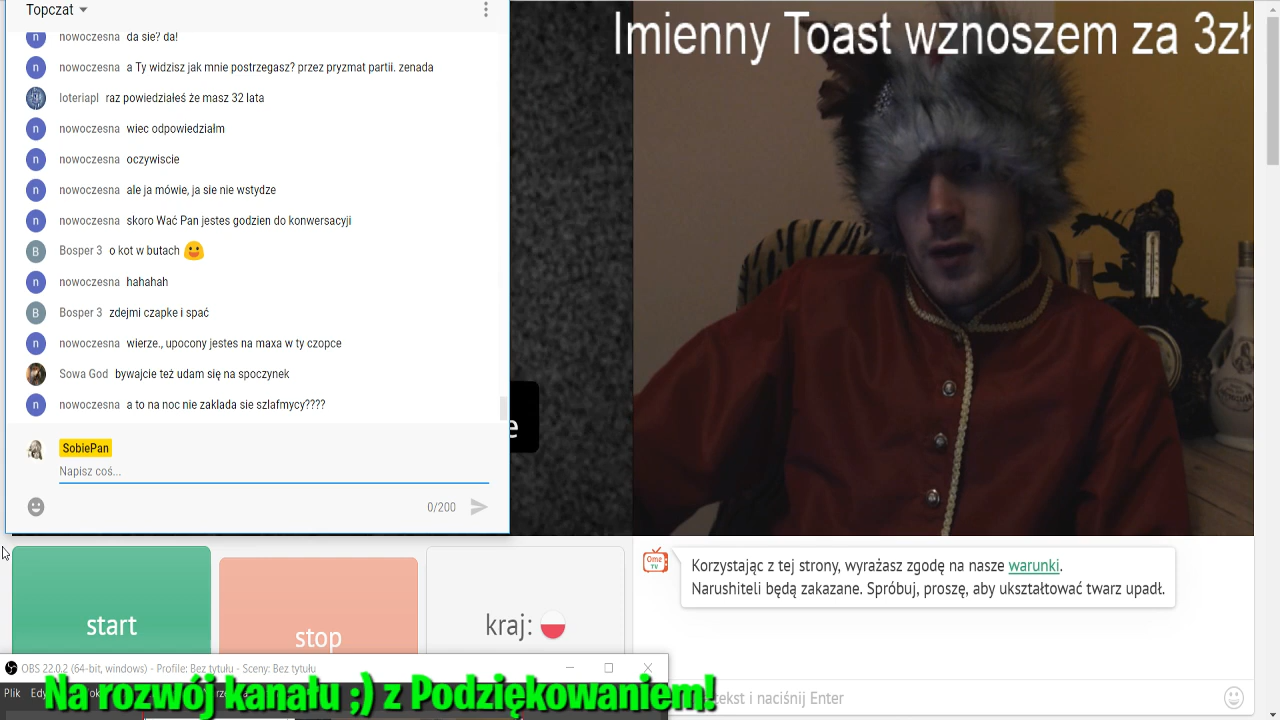 Topczat
nowoczesna da sie? da!
nowoczesna a Ty widzisz jak mnie postrzegasz? przez pryzmat partii. zenada
loteriapl raz powiedziałeś że masz 32 lata
nowoczesna wiec odpowiedziałm
nowoczesna oczywiscie
nowoczesna ale ja mówie, ja sie nie wstydze
nowoczesna skoro Wać Pan jestes godzien do konwersacyji
B Bosper 3 o kot w butach
nowoczesna hahahah
B Bosper 3 zdejmi czapke i spać
nowoczesna wierze., upocony jestes na maxa w ty czopce
Sowa God bywajcie też udam się na spoczynek
nowoczesna a to na noc nie zaklada sie szlafmycy????
SobiePan
Napisz coś...
0/200
Imienny Toast wznoszem za 3zł
e
start
stop
kraj:
Ome TV
Korzystając z tej strony, wyrażasz zgodę na nasze warunki.
Narushiteli będą zakazane. Spróbuj, proszę, aby ukształtować twarz upadł.
OBS 22.0.2 (64-bit, windows) - Profile: Bez tytułu - Sceny: Bez tytułu
Plik
Na rozwój kanału ;) z Podziękowaniem!
tekst i naciśnij Enter